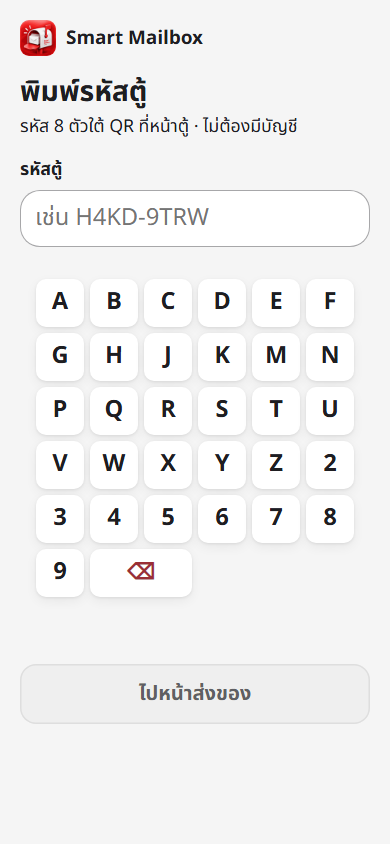 Smart Mailbox
พิมพ์รหัสตู้
รหัส 8 ตัวใต้ QR ที่หน้าตู้ · ไม่ต้องมีบัญชี
รหัสตู้
เช่น H4KD-9TRW
A B C D E F
G H J K M N
P Q R S T U
V W X Y Z 2
3 4 5 6 7 8
9 ⌫
ไปหน้าส่งของ